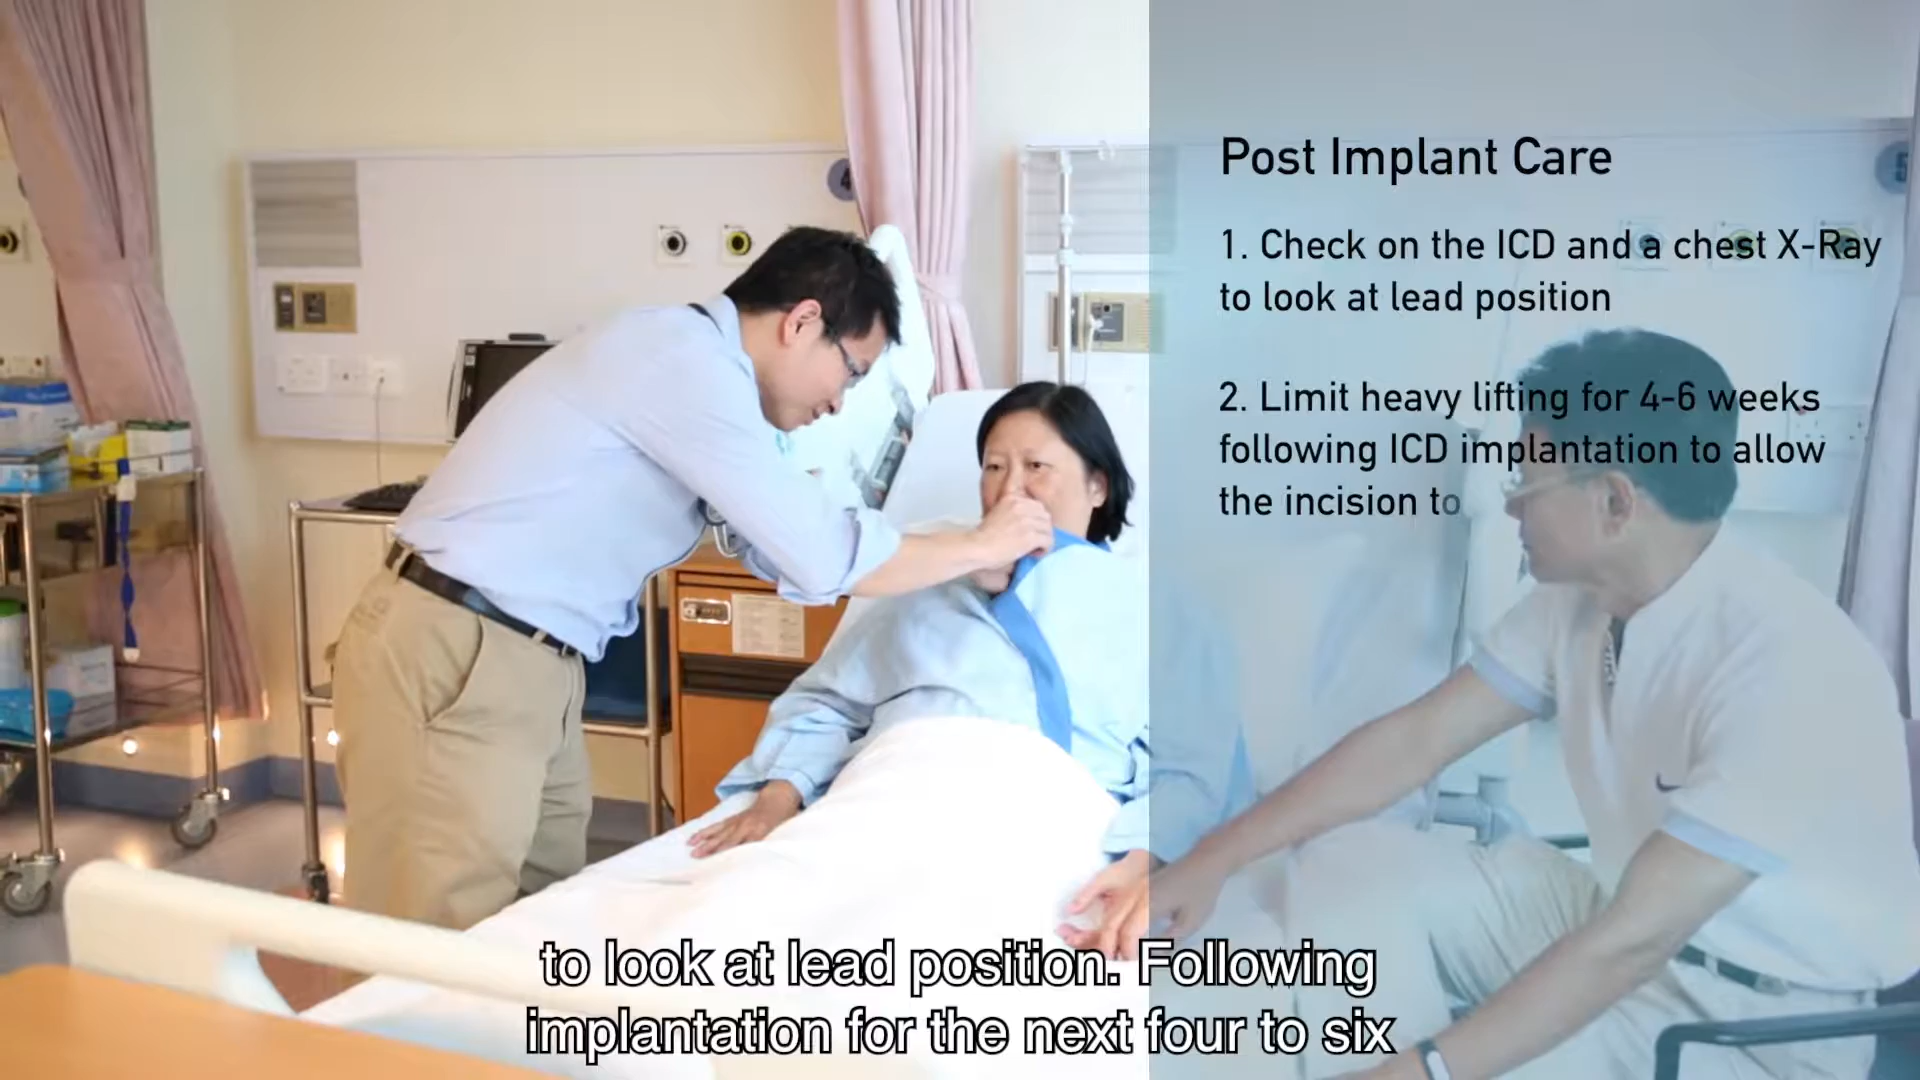 Post Implant Care
1. Check on the ICD and a chest X-Ray
to look at lead position
2. Limit heavy lifting for 4-6 weeks
following ICD implantation to allow
the incision to
4
5
to look at lead position. Following
implantation for the next four to six